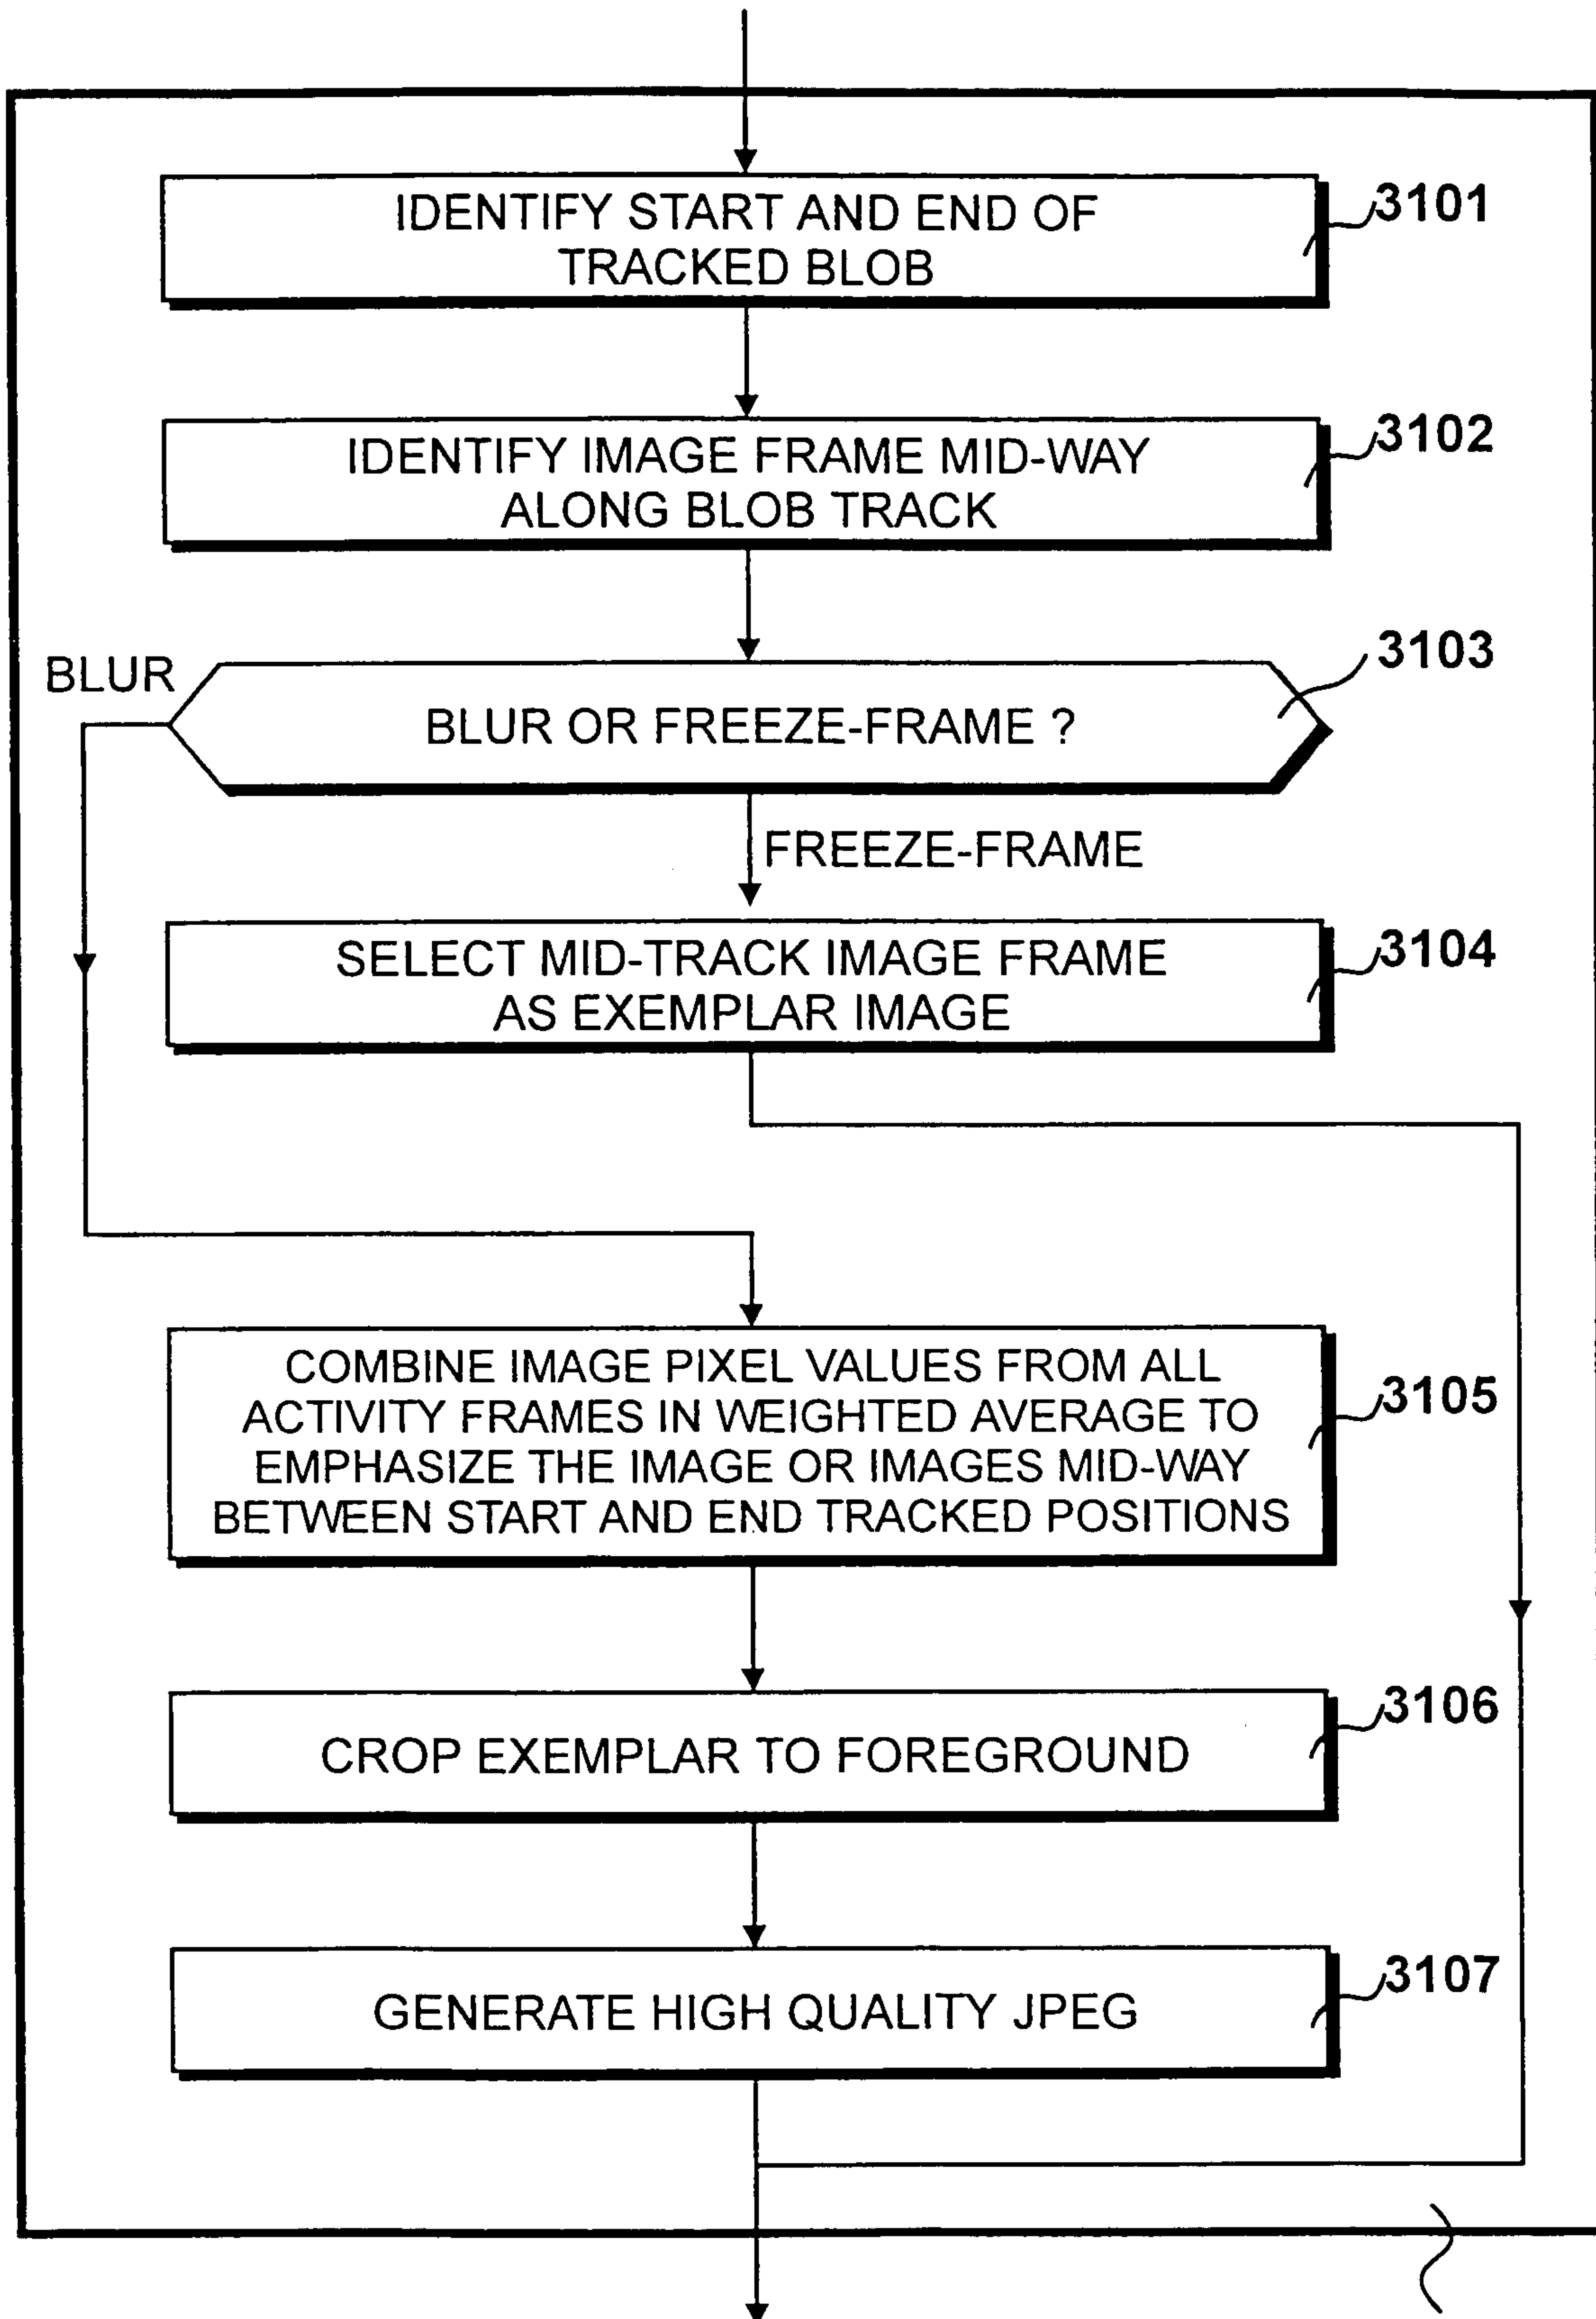 IDENTIFY START AND END OF
TRACKED BLOB
3101
IDENTIFY IMAGE FRAME MID-WAY
ALONG BLOB TRACK
3102
BLUR
BLUR OR FREEZE-FRAME ?
3103
FREEZE-FRAME
SELECT MID-TRACK IMAGE FRAME
AS EXEMPLAR IMAGE
3104
COMBINE IMAGE PIXEL VALUES FROM ALL
ACTIVITY FRAMES IN WEIGHTED AVERAGE TO
EMPHASIZE THE IMAGE OR IMAGES MID-WAY
BETWEEN START AND END TRACKED POSITIONS
3105
CROP EXEMPLAR TO FOREGROUND
3106
GENERATE HIGH QUALITY JPEG
3107